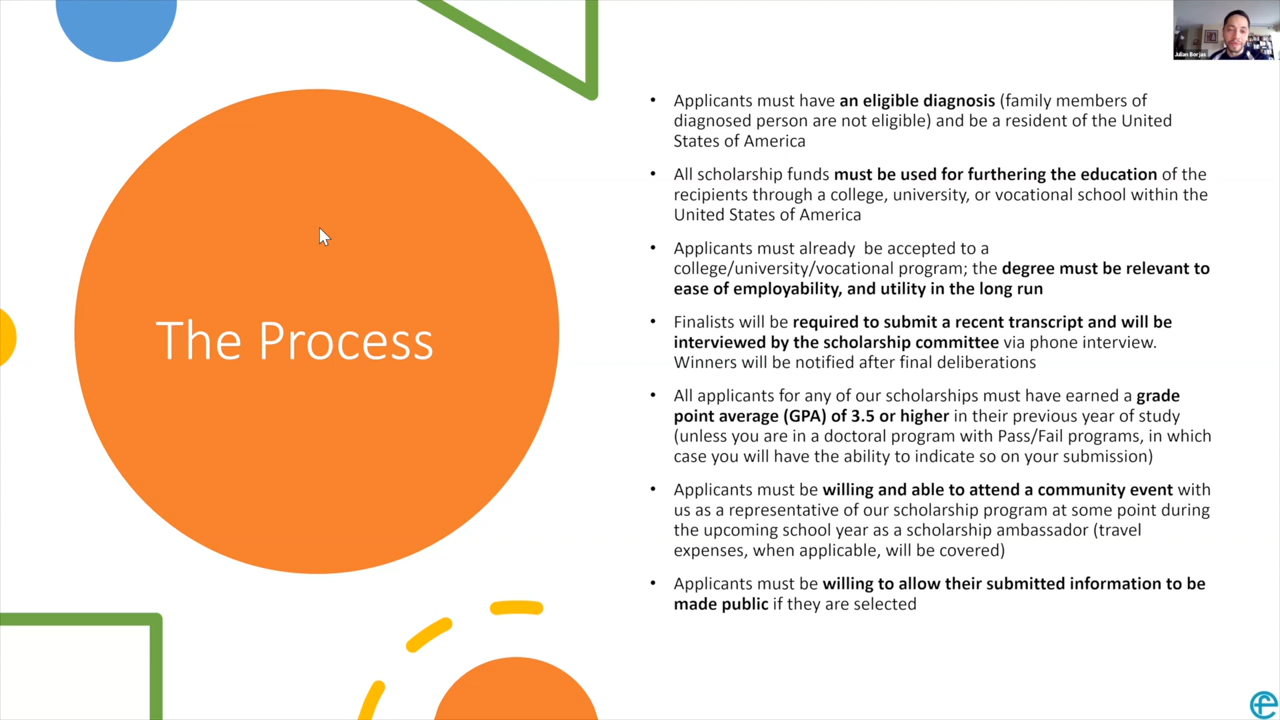 Julian Borjas
• Applicants must have an eligible diagnosis (family members of
diagnosed person are not eligible) and be a resident of the United
States of America
• All scholarship funds must be used for furthering the education of the
recipients through a college, university, or vocational school within the
United States of America
• Applicants must already  be accepted to a
college/university/vocational program; the degree must be relevant to
ease of employability, and utility in the long run
• Finalists will be required to submit a recent transcript and will be
interviewed by the scholarship committee via phone interview.
Winners will be notified after final deliberations
• All applicants for any of our scholarships must have earned a grade
point average (GPA) of 3.5 or higher in their previous year of study
(unless you are in a doctoral program with Pass/Fail programs, in which
case you will have the ability to indicate so on your submission)
• Applicants must be willing and able to attend a community event with
us as a representative of our scholarship program at some point during
the upcoming school year as a scholarship ambassador (travel
expenses, when applicable, will be covered)
• Applicants must be willing to allow their submitted information to be
made public if they are selected
The Process